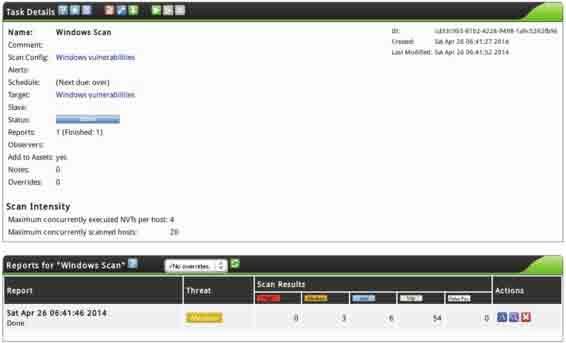 Task Details
Name: Windows Scan
Comment:
Scan Config: Windows vulnerabilities
Alerts:
Schedule: (Next due: over)
Target: Windows vulnerabilities
Slave:
Status:
Reports: 1 (Finished: 1)
Observers:
Add to Assets: yes
Notes: 0
Overrides: 0
ID:
Created: Sat Apr 26 06:41:27 2014
Last Modified: Sat Apr 26 06:41:52 2014
Scan Intensity
Maximum concurrently executed NVTs per host: 4
Maximum concurrently scanned hosts: 20
Reports for "Windows Scan"
No overrides
Report Threat Scan Results Actions
High Medium Low Log False Pos.
Sat Apr 26 06:41:46 2014 Medium 0 3 6 54 0
Done